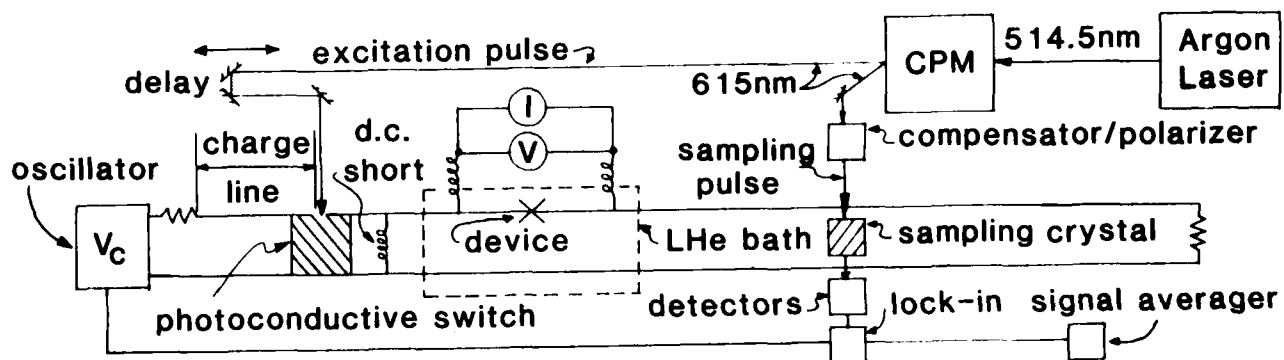 excitation pulse
CPM
514.5nm
Argon
Laser
delay
615nm
I
V
charge
line
d.c.
short
compensator/polarizer
sampling
pulse
oscillator
V_C
device
LHe bath
sampling crystal
photoconductive switch
detectors
lock-in
signal averager